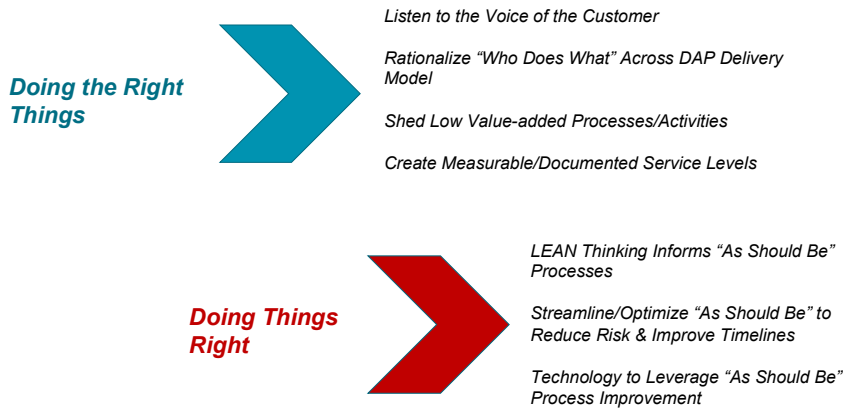 Doing the Right
Things
Listen to the Voice of the Customer
Rationalize “Who Does What” Across DAP Delivery
Model
Shed Low Value-added Processes/Activities
Create Measurable/Documented Service Levels
Doing Things
Right
LEAN Thinking Informs “As Should Be”
Processes
Streamline/Optimize “As Should Be” to
Reduce Risk & Improve Timelines
Technology to Leverage “As Should Be”
Process Improvement